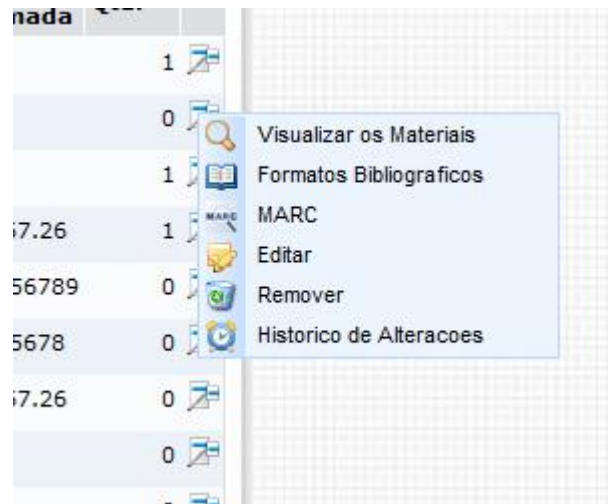 mada
1
0
Visualizar os Materiais
1
Formatos Bibliograficos
MARC
57.26 1
Editar
56789 0
Remover
5678 0
Historico de Alteracoes
57.26 0
0